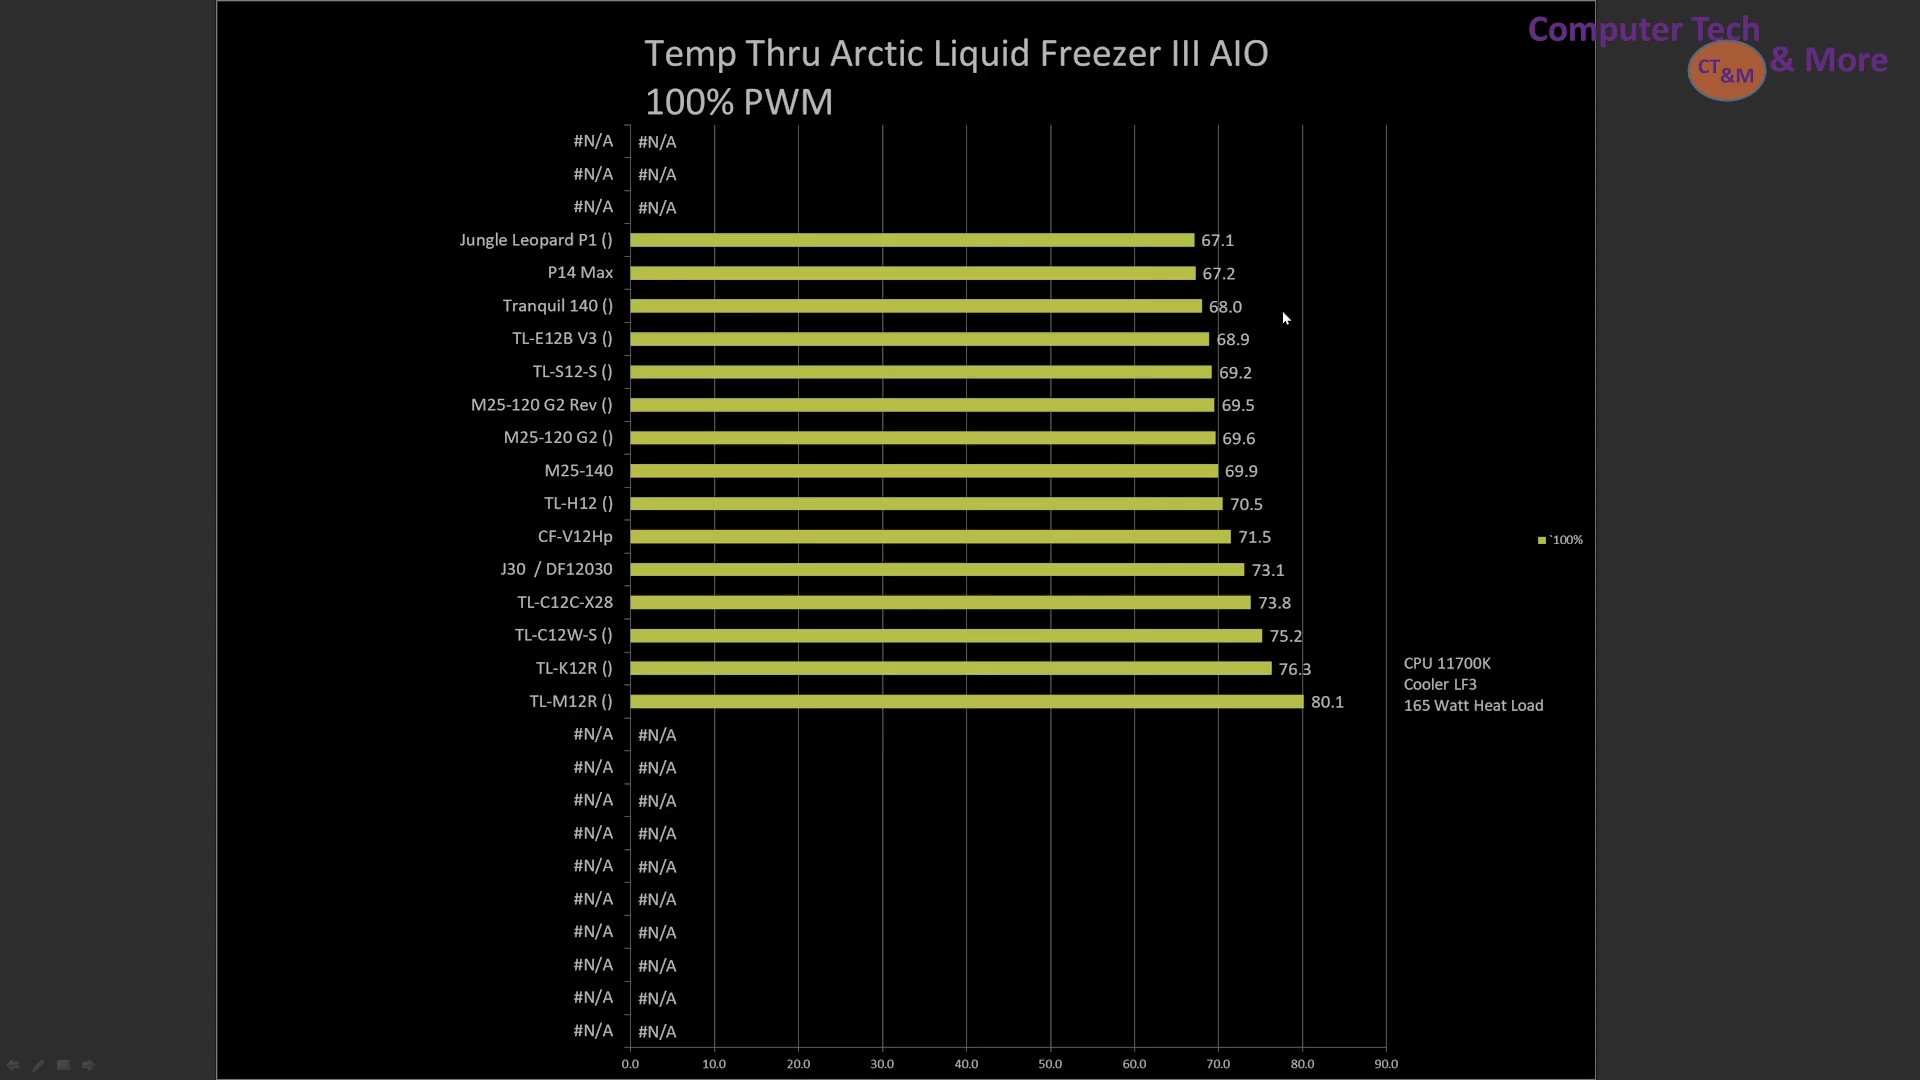 Computer Tech
& More
CT
&M
Temp Thru Arctic Liquid Freezer III AIO
100% PWM
#N/A #N/A
#N/A #N/A
#N/A #N/A
Jungle Leopard P1 () 67.1
P14 Max 67.2
Tranquil 140 () 68.0
TL-E12B V3 () 68.9
TL-S12-S () 69.2
M25-120 G2 Rev () 69.5
M25-120 G2 () 69.6
M25-140 69.9
TL-H12 () 70.5
CF-V12Hp 71.5
`100%
J30 / DF12030 73.1
TL-C12C-X28 73.8
TL-C12W-S () 75.2
TL-K12R () 76.3
TL-M12R () 80.1
CPU 11700K
Cooler LF3
165 Watt Heat Load
#N/A #N/A
#N/A #N/A
#N/A #N/A
#N/A #N/A
#N/A #N/A
#N/A #N/A
#N/A #N/A
#N/A #N/A
#N/A #N/A
#N/A #N/A
0.0 10.0 20.0 30.0 40.0 50.0 60.0 70.0 80.0 90.0